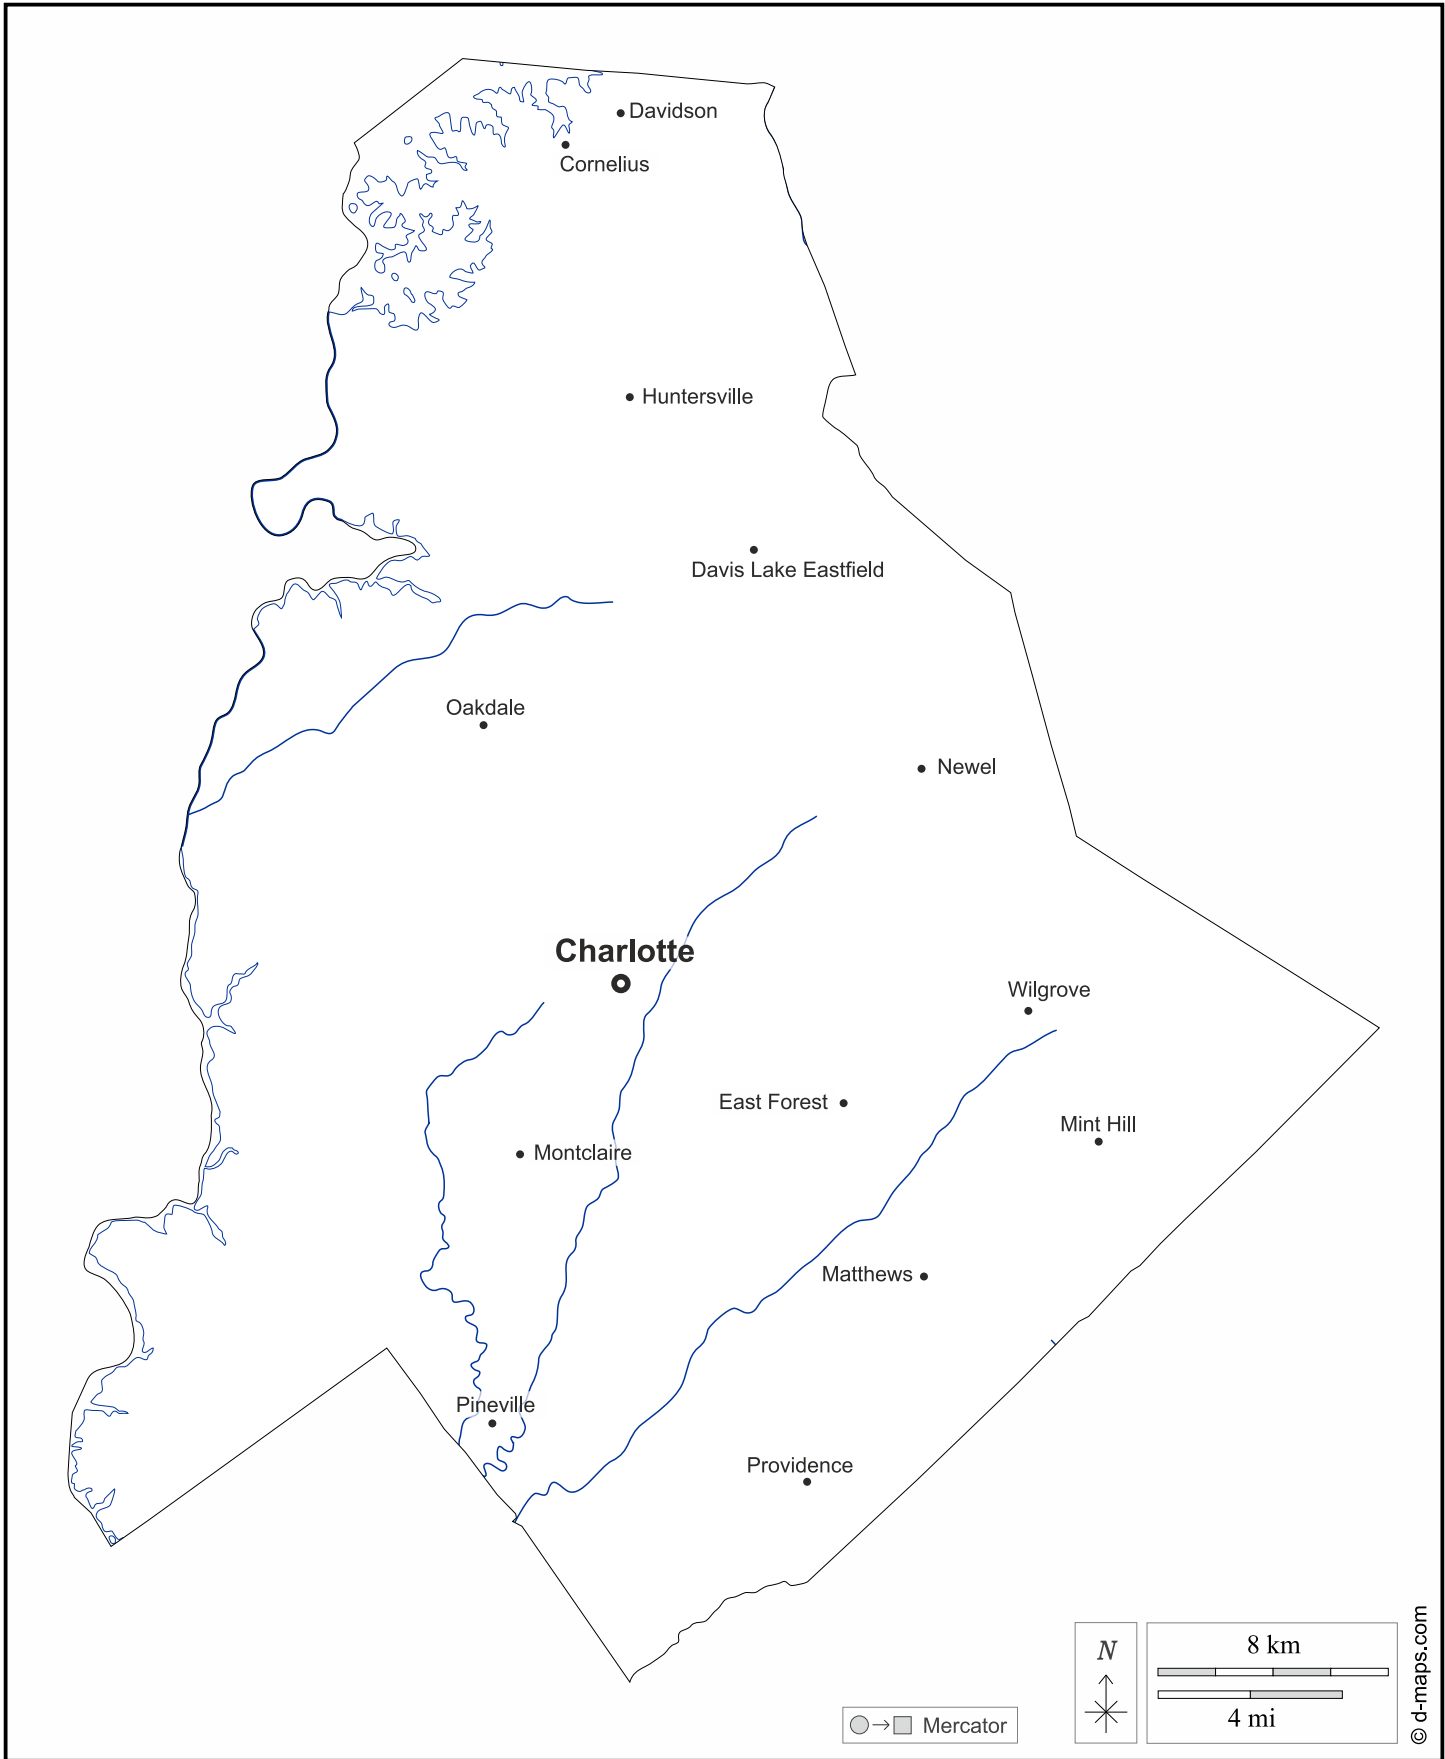 Davidson
Cornelius
Huntersville
Davis Lake Eastfield
Oakdale
Newel
Charlotte
Wilgrove
East Forest
Mint Hill
Montclaire
Matthews
Pineville
Providence
N
8 km
4 mi
Mercator
© d-maps.com